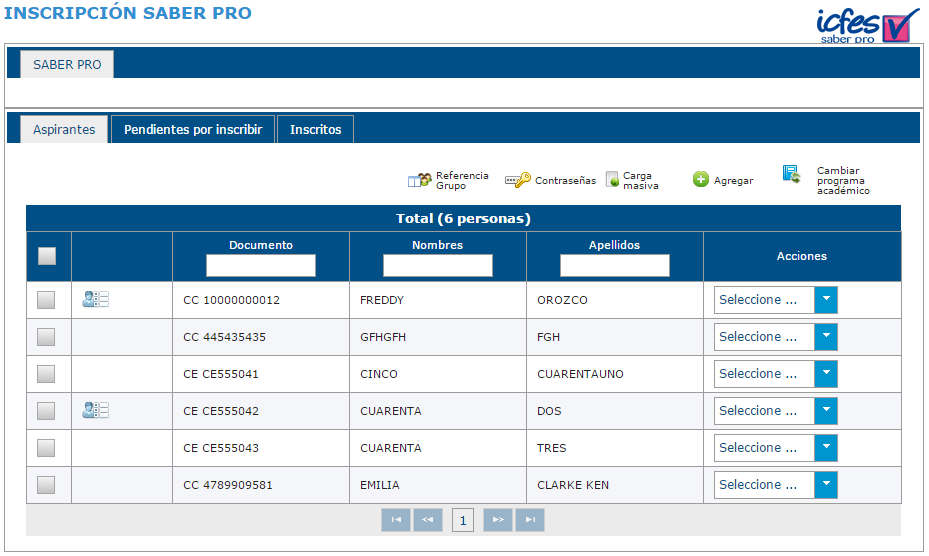 INSCRIPCIÓN SABER PRO
icfes
saber pro
SABER PRO
Aspirantes Pendientes por inscribir Inscritos
Referencia Grupo Contraseñas Carga masiva Agregar Cambiar programa académico
Total (6 personas)
Documento Nombres Apellidos Acciones
CC 10000000012 FREDDY OROZCO Seleccione ...
CC 445435435 GFHGFH FGH Seleccione ...
CE CE555041 CINCO CUARENTAUNO Seleccione ...
CE CE555042 CUARENTA DOS Seleccione ...
CE CE555043 CUARENTA TRES Seleccione ...
CC 4789909581 EMILIA CLARKE KEN Seleccione ...
1